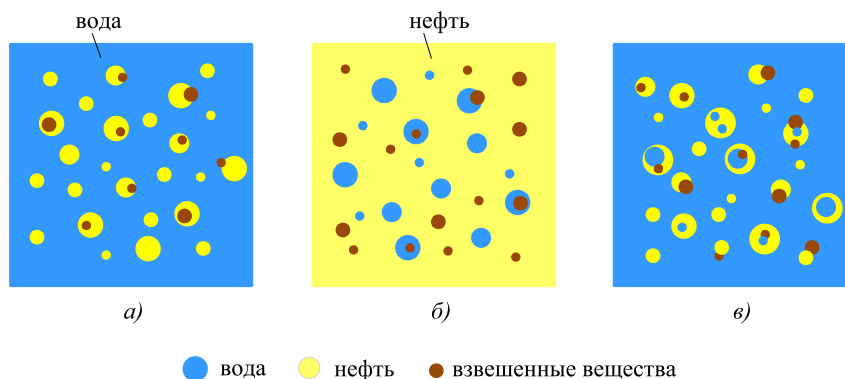 вода
нефть
а)
б)
в)
вода
нефть
взвешенные вещества